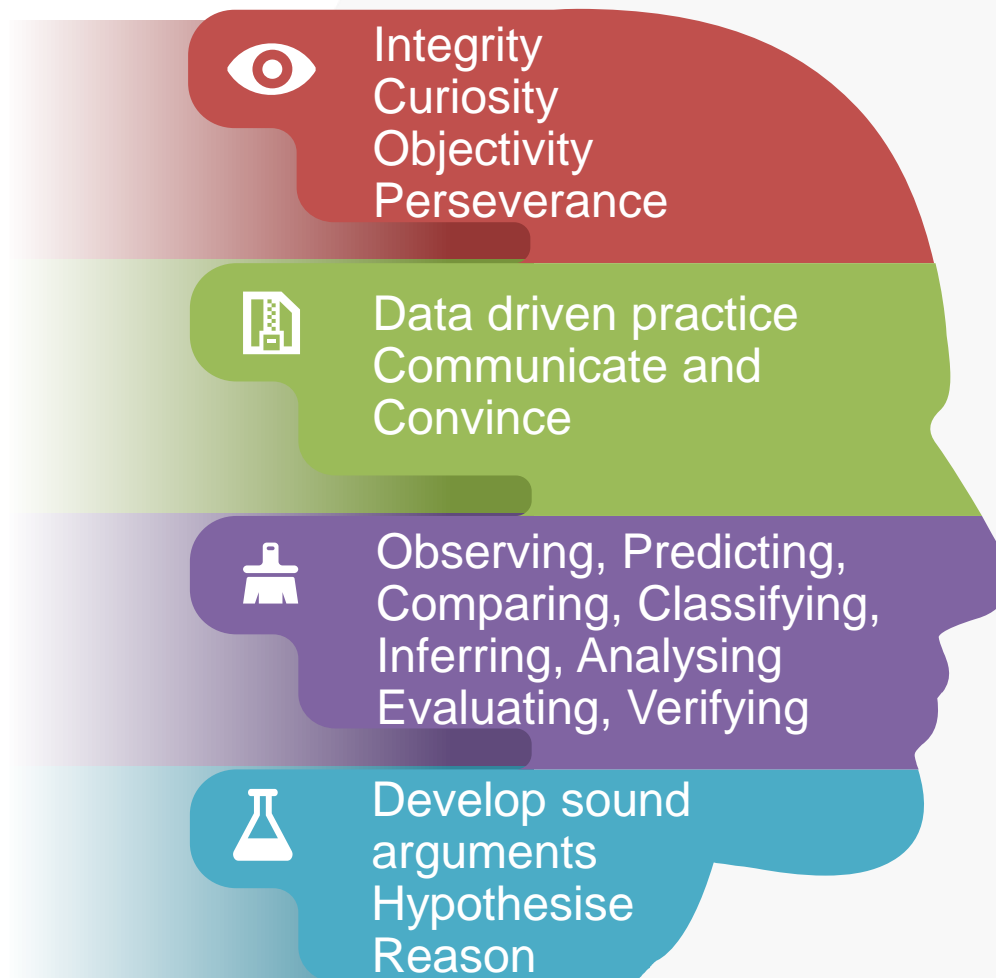 Integrity
Curiosity
Objectivity
Perseverance
Data driven practice
Communicate and
Convince
Observing, Predicting,
Comparing, Classifying,
Inferring, Analysing
Evaluating, Verifying
Develop sound
arguments
Hypothesise
Reason